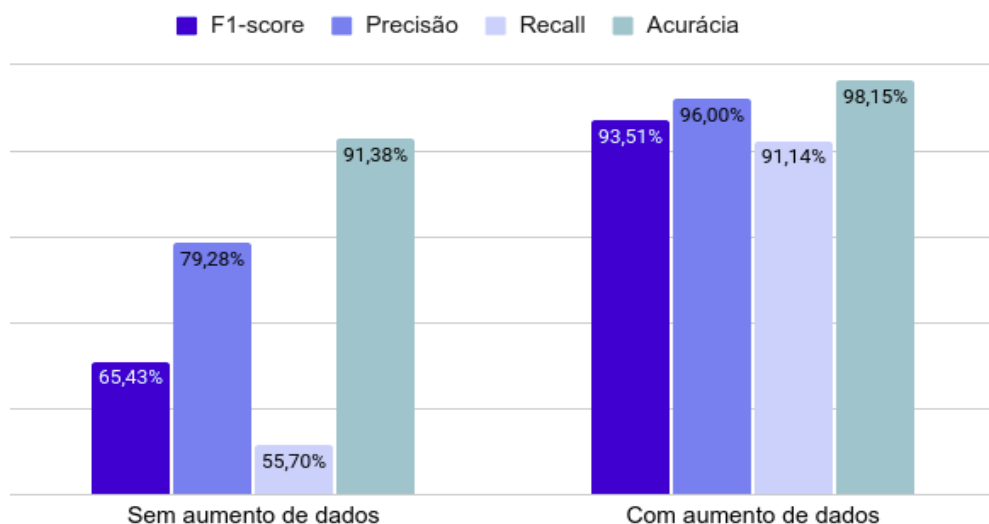 F1-score Precisão Recall Acurácia
65,43%
79,28%
55,70%
91,38%
93,51%
96,00%
91,14%
98,15%
Sem aumento de dados
Com aumento de dados